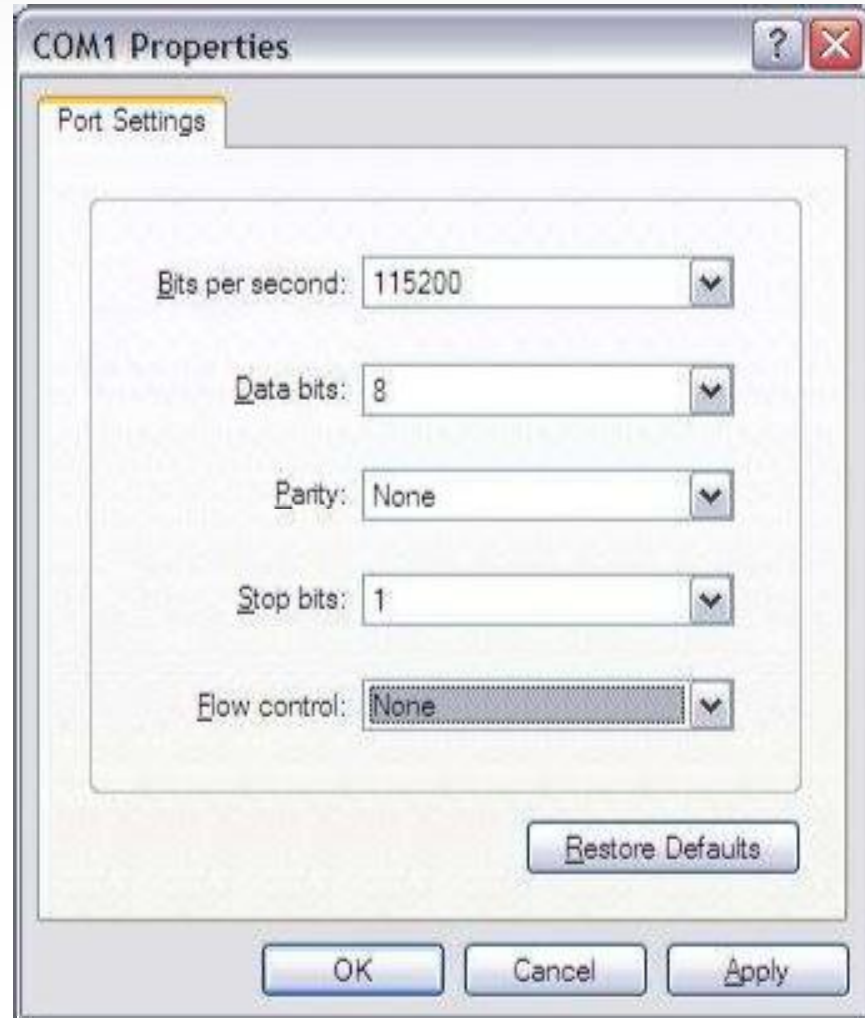 COM1 Properties
?
Port Settings
Bits per second: 115200
Data bits: 8
Parity: None
Stop bits: 1
Flow control: None
Restore Defaults
OK Cancel Apply